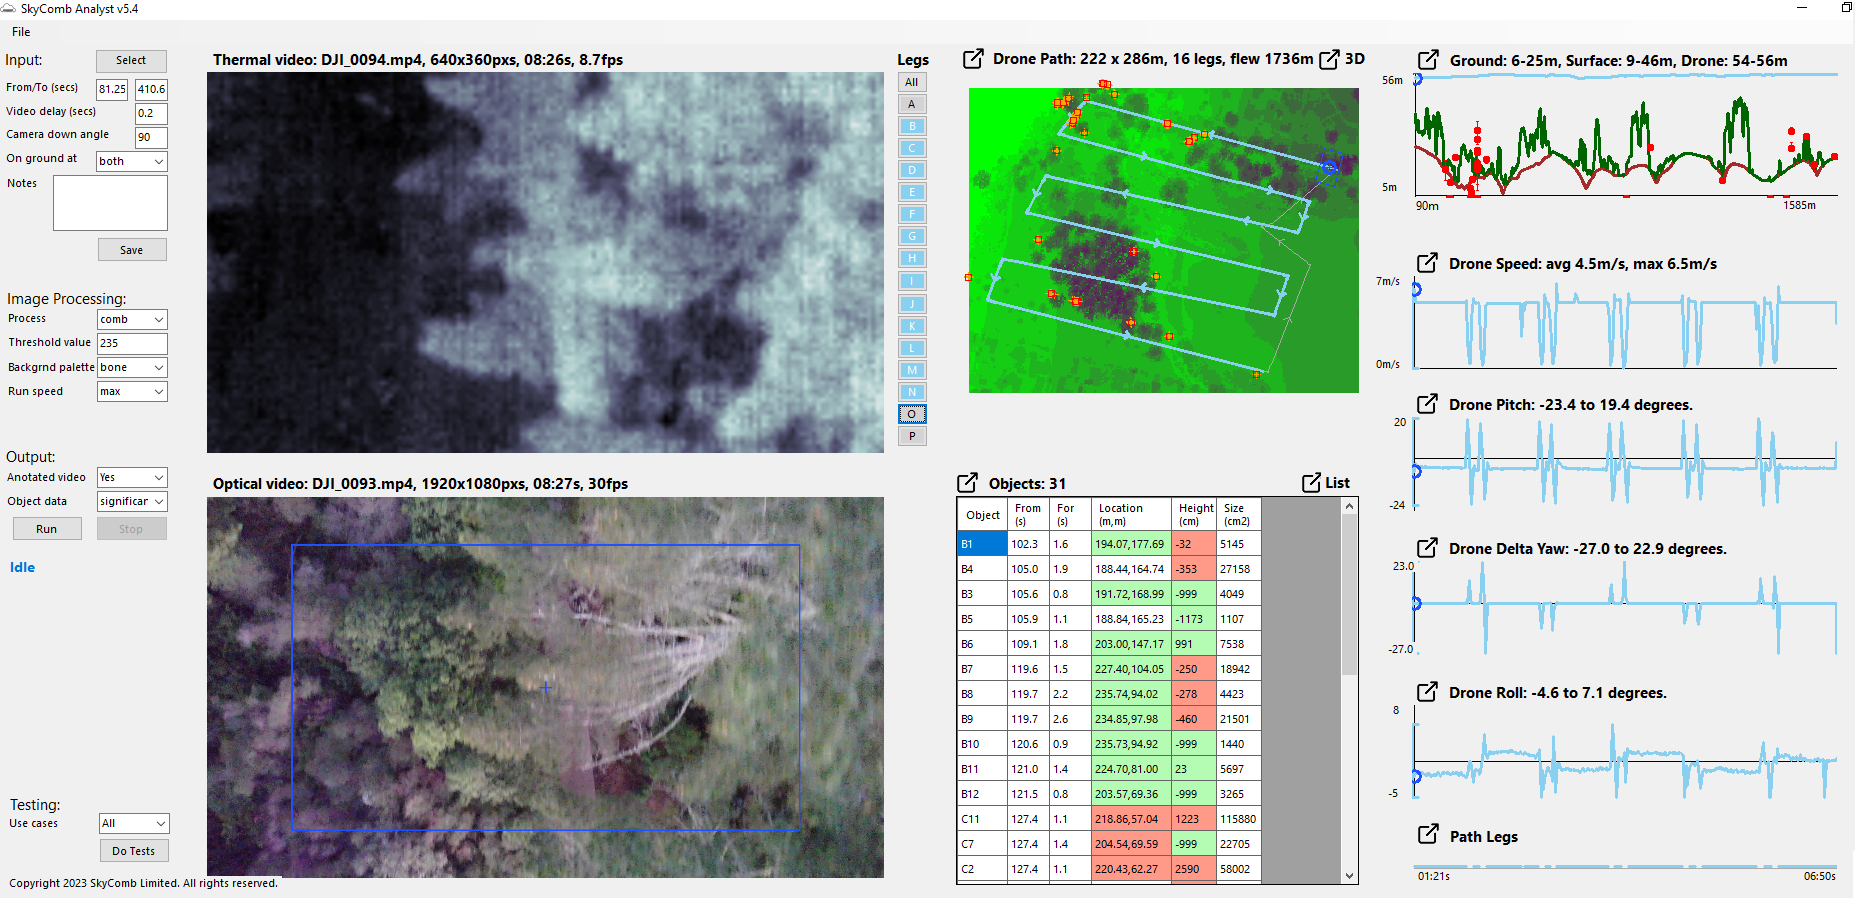 SkyComb Analyst v5.4
File
Input:
Select
From/To (secs) 81.25 410.6
Video delay (secs) 0.2
Camera down angle 90
On ground at both
Notes
Save
Image Processing:
Process comb
Threshold value 235
Backgrnd palette bone
Run speed max
Output:
Anotated video Yes
Object data significar
Run Stop
Idle
Testing:
Use cases All
Do Tests
Copyright 2023 SkyComb Limited. All rights reserved.
Thermal video: DJI_0094.mp4, 640x360pxs, 08:26s, 8.7fps
Optical video: DJI_0093.mp4, 1920x1080pxs, 08:27s, 30fps
Legs
All
A
B
C
D
E
F
G
H
I
J
K
L
M
N
O
P
Drone Path: 222 x 286m, 16 legs, flew 1736m 3D
Objects: 31 List
Object From (s) For (s) Location (m,m) Height (cm) Size (cm2)
B1 102.3 1.6 194.07,177.69 -32 5145
B4 105.0 1.9 188.44,164.74 -353 27158
B3 105.6 0.8 191.72,168.99 -999 4049
B5 105.9 1.1 188.84,165.23 -1173 1107
B6 109.1 1.8 203.00,147.17 991 7538
B7 119.6 1.5 227.40,104.05 -250 18942
B8 119.7 2.2 235.74,94.02 -278 4423
B9 119.7 2.6 234.85,97.98 -460 21501
B10 120.6 0.9 235.73,94.92 -999 1440
B11 121.0 1.4 224.70,81.00 23 5697
B12 121.5 0.8 203.57,69.36 -999 3265
C11 127.4 1.1 218.86,57.04 1223 115880
C7 127.4 1.4 204.54,69.59 -999 22705
C2 127.4 1.1 220.43,62.27 2590 58002
Ground: 6-25m, Surface: 9-46m, Drone: 54-56m
56m
5m
90m 1585m
Drone Speed: avg 4.5m/s, max 6.5m/s
7m/s
0m/s
Drone Pitch: -23.4 to 19.4 degrees.
20
-24
Drone Delta Yaw: -27.0 to 22.9 degrees.
23.0
-27.0
Drone Roll: -4.6 to 7.1 degrees.
8
-5
Path Legs
01:21s 06:50s